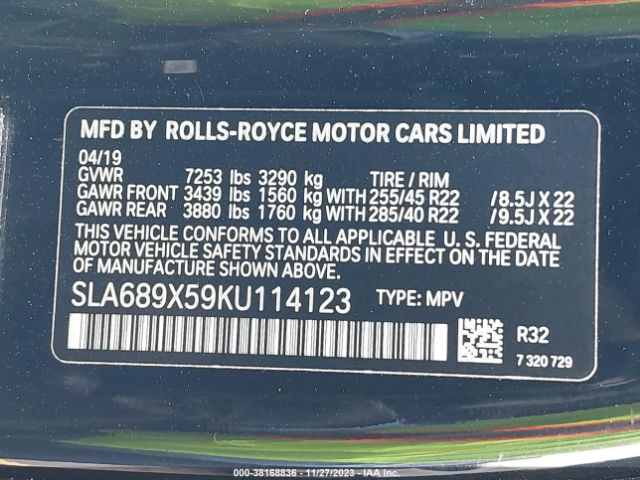 MFD BY ROLLS-ROYCE MOTOR CARS LIMITED
04/19
GVWR 7253 lbs 3290 kg TIRE / RIM
GAWR FRONT 3439 lbs 1560 kg WITH 255/45 R22 /8.5J X 22
GAWR REAR 3880 lbs 1760 kg WITH 285/40 R22 /9.5J X 22
THIS VEHICLE CONFORMS TO ALL APPLICABLE U.S. FEDERAL
MOTOR VEHICLE SAFETY STANDARDS IN EFFECT ON THE DATE
OF MANUFACTURE SHOWN ABOVE.
SLA689X59KU114123 TYPE: MPV
R32
7 320 729
000-38168836 - 11/27/2023 - IAA Inc.